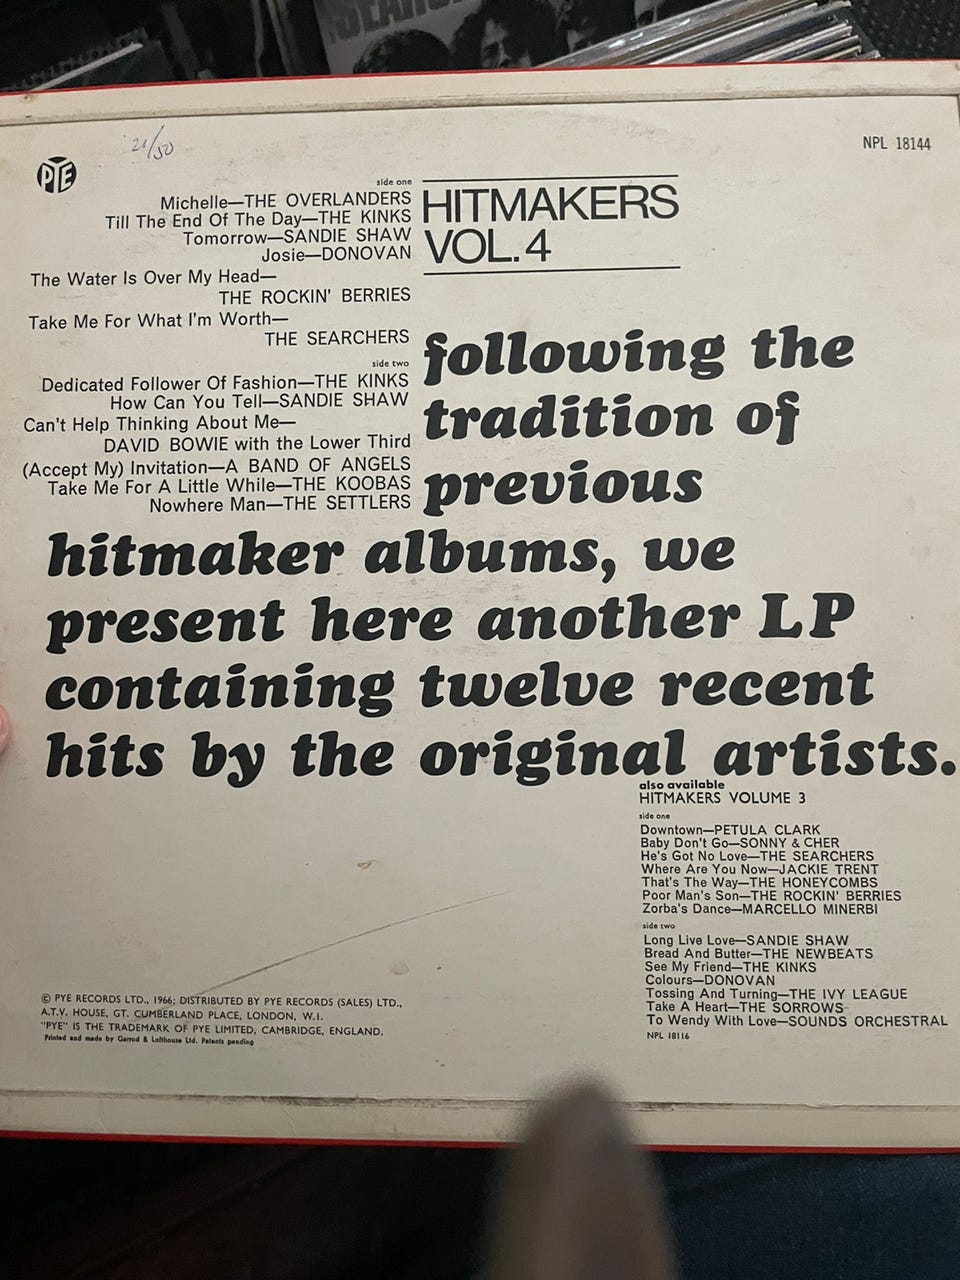 SEARCH
'21/50
NPL 18144
PYE
side one
Michelle—THE OVERLANDERS
Till The End Of The Day—THE KINKS
Tomorrow—SANDIE SHAW
Josie—DONOVAN
The Water Is Over My Head—
THE ROCKIN' BERRIES
Take Me For What I'm Worth—
THE SEARCHERS
side two
Dedicated Follower Of Fashion—THE KINKS
How Can You Tell—SANDIE SHAW
Can't Help Thinking About Me—
DAVID BOWIE with the Lower Third
(Accept My) Invitation—A BAND OF ANGELS
Take Me For A Little While—THE KOOBAS
Nowhere Man—THE SETTLERS
HITMAKERS
VOL.4
following the
tradition of
previous
hitmaker albums, we
present here another LP
containing twelve recent
hits by the original artists.
also available
HITMAKERS VOLUME 3
side one
Downtown—PETULA CLARK
Baby Don't Go—SONNY & CHER
He's Got No Love—THE SEARCHERS
Where Are You Now—JACKIE TRENT
That's The Way—THE HONEYCOMBS
Poor Man's Son—THE ROCKIN' BERRIES
Zorba's Dance—MARCELLO MINERBI
side two
Long Live Love—SANDIE SHAW
Bread And Butter—THE NEWBEATS
See My Friend—THE KINKS
Colours—DONOVAN
Tossing And Turning—THE IVY LEAGUE
Take A Heart—THE SORROWS
To Wendy With Love—SOUNDS ORCHESTRAL
NPL 18116
© PYE RECORDS LTD., 1966; DISTRIBUTED BY PYE RECORDS (SALES) LTD.,
A.T.V. HOUSE, GT. CUMBERLAND PLACE, LONDON, W.I.
"PYE" IS THE TRADEMARK OF PYE LIMITED, CAMBRIDGE, ENGLAND.
Printed and made by Garrod & Lofthouse Ltd. Patents pending